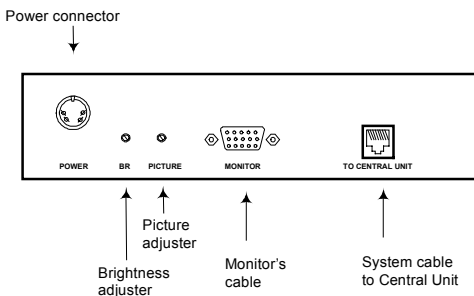 Power connector
POWER
BR
PICTURE
MONITOR
TO CENTRAL UNIT
Picture
adjuster
Brightness
adjuster
Monitor's
cable
System cable
to Central Unit